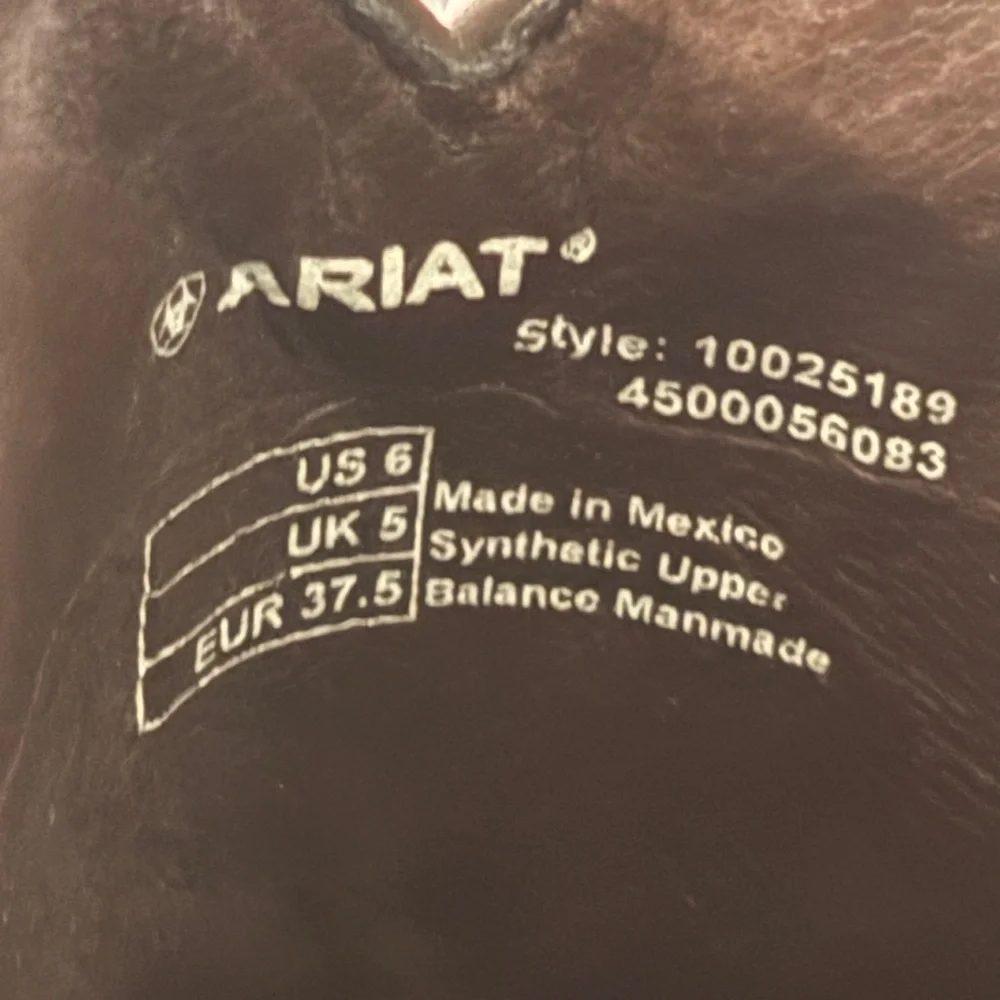 ARIAT®
Style: 10025189
4500056083
US 6
UK 5
EUR 37.5
Made in Mexico
Synthetic Upper
Balance Manmade